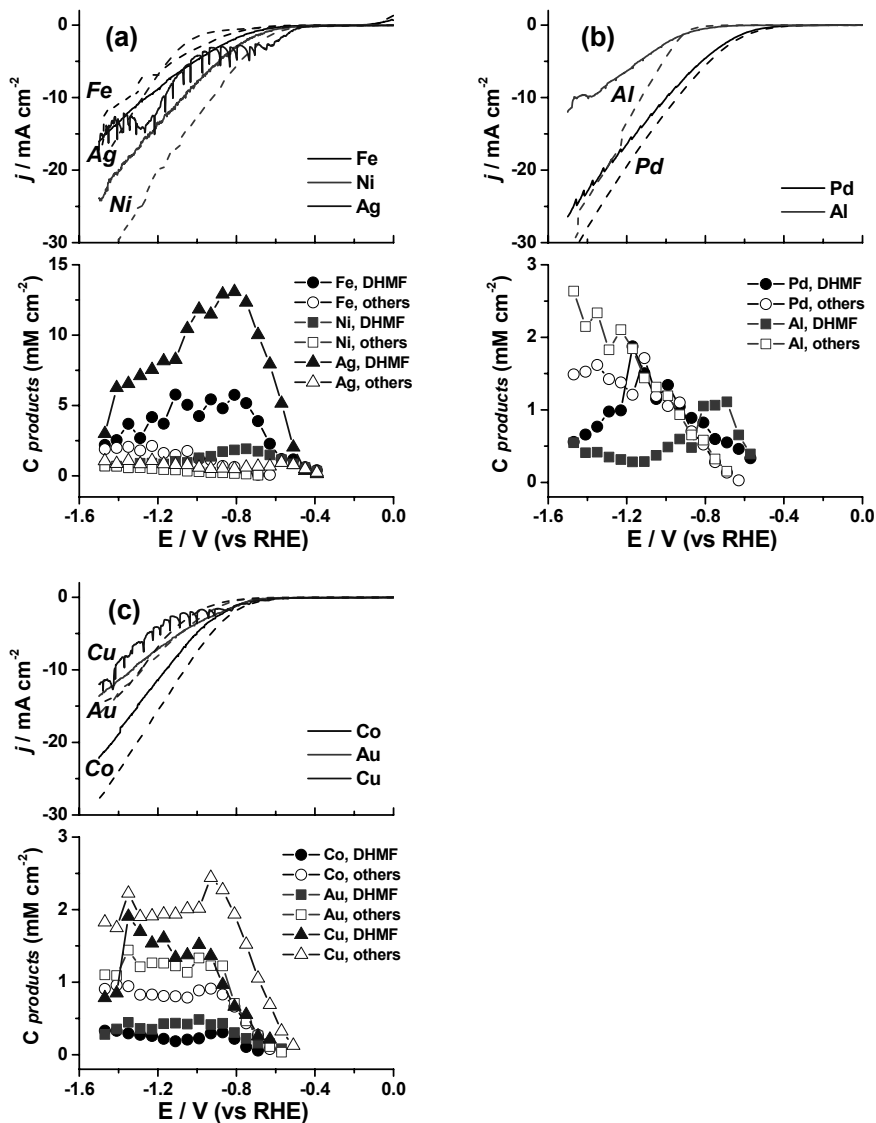 (a)
j / mA cm-2
0
-10
-20
-30
Fe
Ag
Ni
Fe
Ni
Ag
C products (mM cm-2)
15
10
5
0
Fe, DHMF
Fe, others
Ni, DHMF
Ni, others
Ag, DHMF
Ag, others
-1.6 -1.2 -0.8 -0.4 0.0
E / V (vs RHE)
(b)
j / mA cm-2
0
-10
-20
-30
Al
Pd
Pd
Al
C products (mM cm-2)
3
2
1
0
Pd, DHMF
Pd, others
Al, DHMF
Al, others
-1.6 -1.2 -0.8 -0.4 0.0
E / V (vs RHE)
(c)
j / mA cm-2
0
-10
-20
-30
Cu
Au
Co
Co
Au
Cu
C products (mM cm-2)
3
2
1
0
Co, DHMF
Co, others
Au, DHMF
Au, others
Cu, DHMF
Cu, others
-1.6 -1.2 -0.8 -0.4 0.0
E / V (vs RHE)